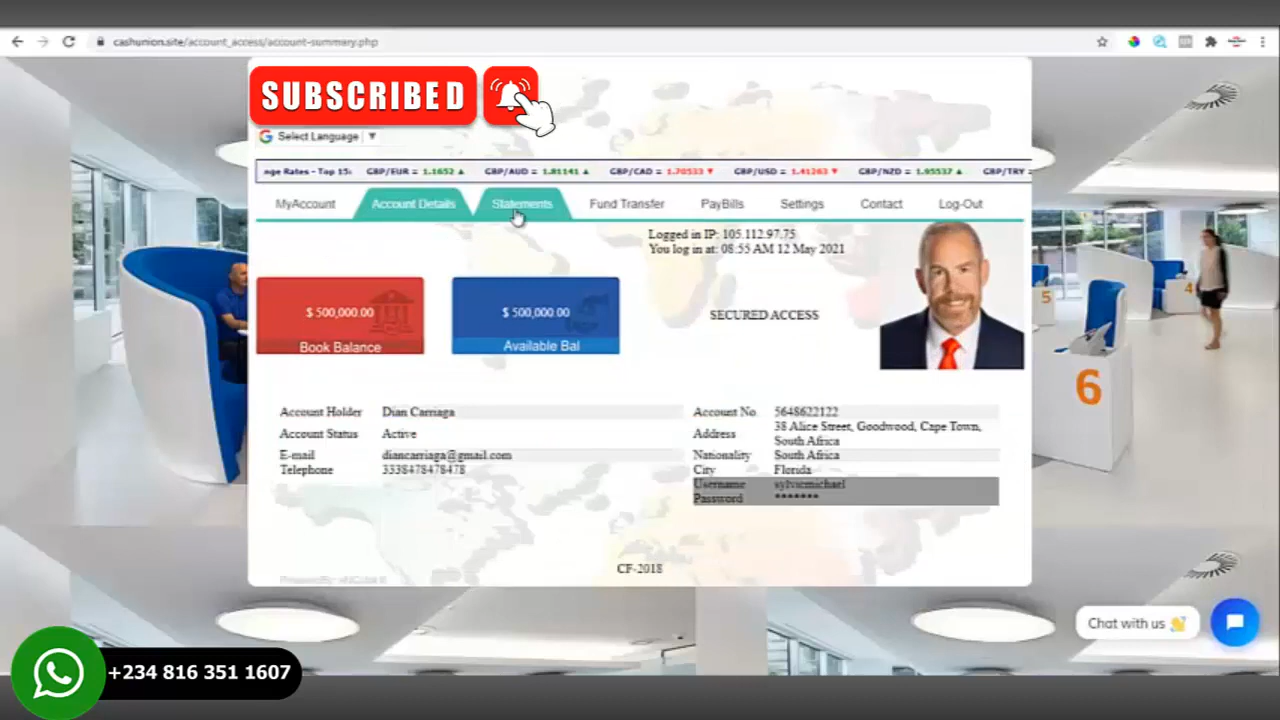 cashunion.site/account_access/account-summary.php
SUBSCRIBED
Select Language
nge Rates - Top 15: GBP/EUR = 1.1652 GBP/AUD = 1.81141 GBP/CAD = 1.70533 GBP/USD = 1.41263 GBP/NZD = 1.95537 GBP/TRY =
MyAccount Account Details Statements Fund Transfer PayBills Settings Contact Log-Out
Logged in IP: 105.112.97.75
You log in at: 08:55 AM 12 May 2021
$ 500,000.00
Book Balance
$ 500,000.00
Available Bal
SECURED ACCESS
Account Holder Dian Carriaga
Account Status Active
E-mail diancarriaga@gmail.com
Telephone 3338478478478
Account No. 5648622122
Address 38 Alice Street, Goodwood, Cape Town,
South Africa
Nationality South Africa
City Florida
Username
Password *******
CF-2018
5
4
6
Chat with us
+234 816 351 1607